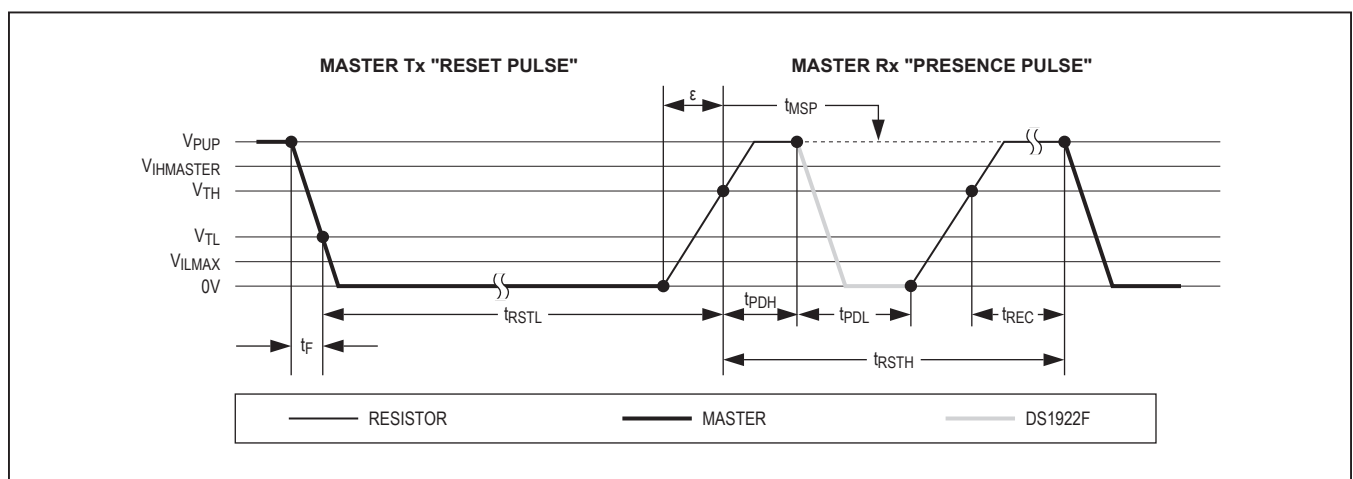 MASTER Tx "RESET PULSE" MASTER Rx "PRESENCE PULSE"
ε tMSP
VPUP
VIHMASTER
VTH
VTL
VILMAX
0V
tRSTL tPDH tPDL tREC
tF tRSTH
RESISTOR MASTER DS1922F